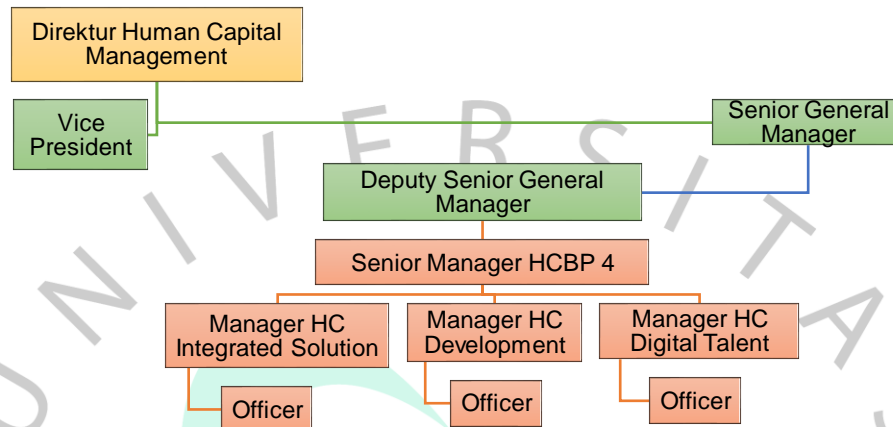 Direktur Human Capital
Management
Vice
President
Senior General
Manager
Deputy Senior General
Manager
Senior Manager HCBP 4
Manager HC
Integrated Solution
Manager HC
Development
Manager HC
Digital Talent
Officer
Officer
Officer
UNIVERSITAS